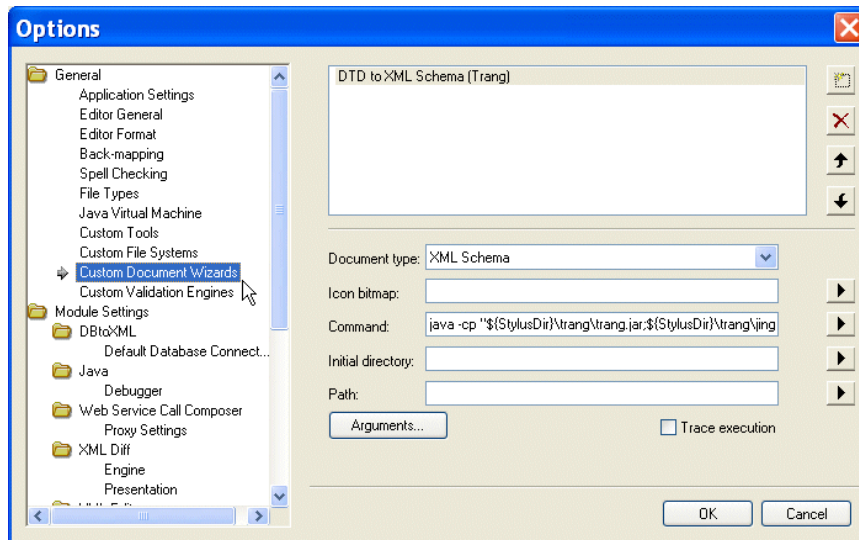 Options
General
Application Settings
Editor General
Editor Format
Back-mapping
Spell Checking
File Types
Java Virtual Machine
Custom Tools
Custom File Systems
Custom Document Wizards
Custom Validation Engines
Module Settings
DBtoXML
Default Database Connect...
Java
Debugger
Web Service Call Composer
Proxy Settings
XML Diff
Engine
Presentation
DTD to XML Schema (Trang)
Document type: XML Schema
Icon bitmap:
Command: java -cp "${StylusDir}\trang\trang.jar;${StylusDir}\trang\jing
Initial directory:
Path:
Arguments...
Trace execution
OK
Cancel